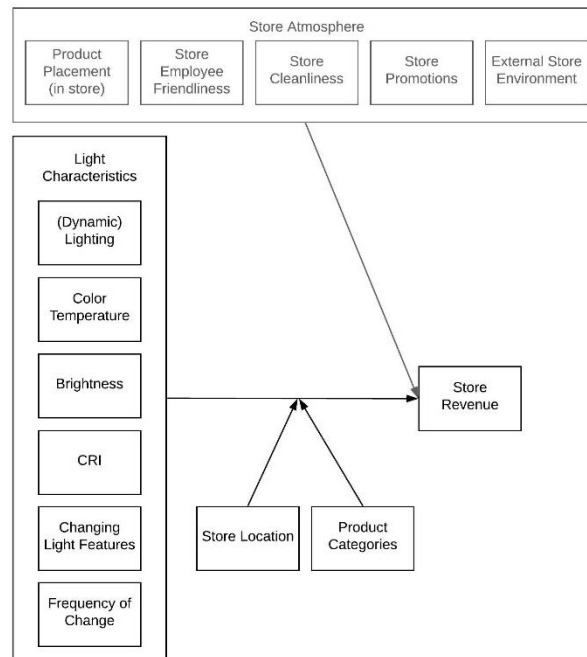 Store Atmosphere
Product
Placement
(in store)
Store
Employee
Friendliness
Store
Cleanliness
Store
Promotions
External Store
Environment
Light
Characteristics
(Dynamic)
Lighting
Color
Temperature
Brightness
CRI
Changing
Light Features
Frequency of
Change
Store
Revenue
Store Location
Product
Categories